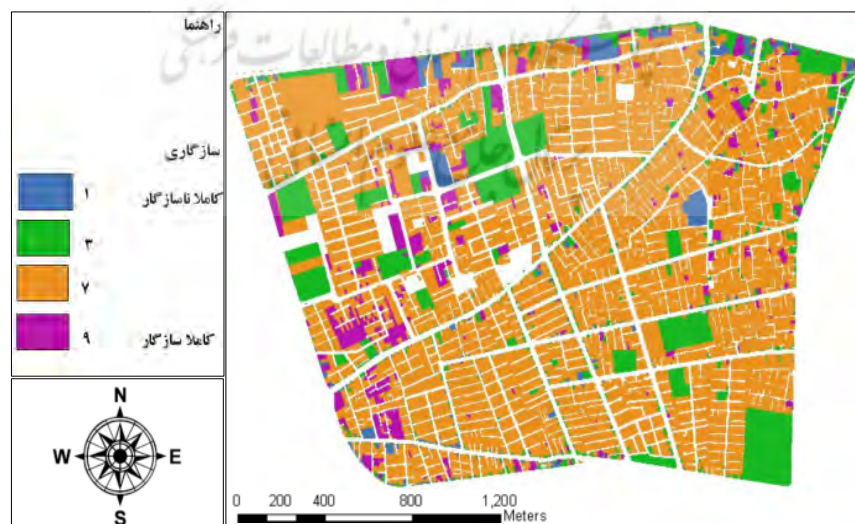 راهنما
سازگاری
۱ کاملا ناسازگار
۳
۷
۹ کاملا سازگار
N
W E
S
0 200 400 800 1,200
Meters